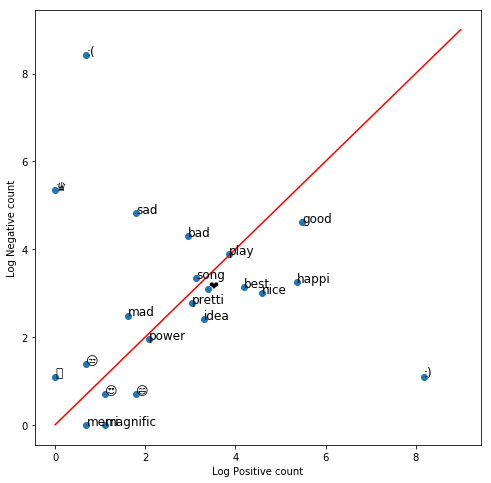 :(
♛
sad
good
bad
play
song
❤
best
happi
nice
pretti
idea
mad
power
😒
:)
😍
😄
merri
magnific
Log Negative count
8
6
4
2
0
0
2
4
6
8
Log Positive count